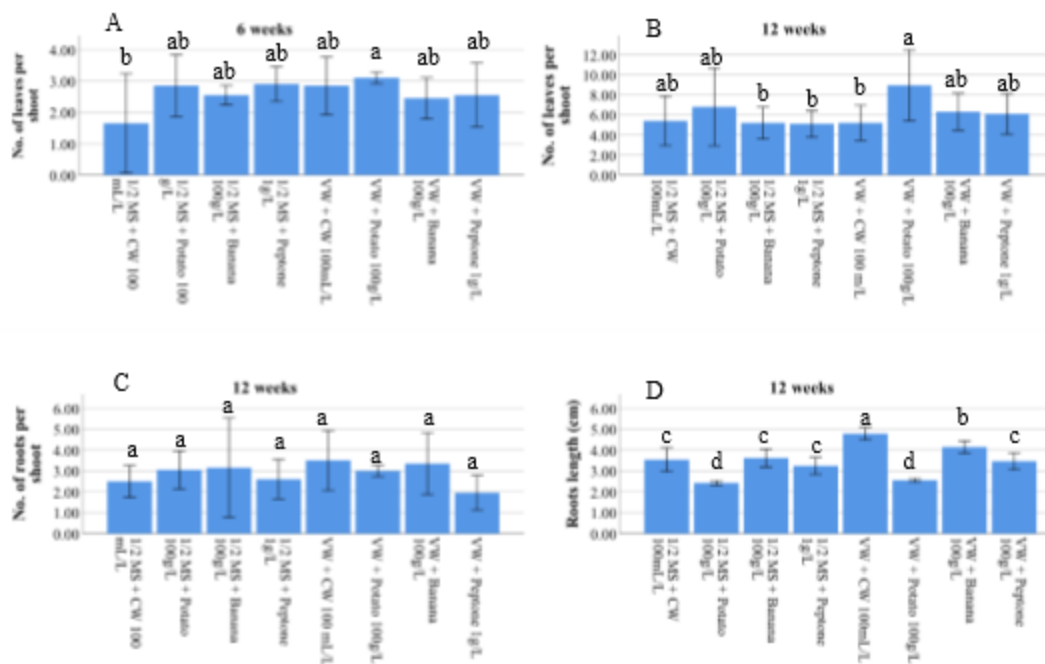 A
6 weeks
No. of leaves per
shoot
4.00
3.00
2.00
1.00
0.00
b
ab
ab
ab
ab
a
ab
ab
1/2 MS + CW 100
mL/L
1/2 MS + Potato 100
g/L
1/2 MS + Banana
100g/L
1/2 MS + Peptone
1g/L
VW + CW 100mL/L
VW + Potato 100g/L
VW + Banana
100g/L
VW + Peptone 1g/L
B
12 weeks
No. of leaves per
shoot
12.00
10.00
8.00
6.00
4.00
2.00
0.00
ab
ab
b
b
b
a
ab
ab
1/2 MS + CW
100mL/L
1/2 MS + Potato
100g/L
1/2 MS + Banana
100g/L
1/2 MS + Peptone
1g/L
VW + CW 100 m/L
VW + Potato 100g/L
VW + Banana
100g/L
VW + Peptone 1g/L
C
12 weeks
No. of roots per
shoot
6.00
5.00
4.00
3.00
2.00
1.00
0.00
a
a
a
a
a
a
a
a
1/2 MS + CW 100
mL/L
1/2 MS + Potato
100g/L
1/2 MS + Banana
100g/L
1/2 MS + Peptone
1g/L
VW + CW 100 mL/L
VW + Potato 100g/L
VW + Banana
100g/L
VW + Peptone 1g/L
D
12 weeks
Roots length (cm)
6.00
5.00
4.00
3.00
2.00
1.00
0.00
c
d
c
c
a
d
b
c
1/2 MS + CW
100mL/L
1/2 MS + Potato
100g/L
1/2 MS + Banana
100g/L
1/2 MS + Peptone
1g/L
VW + CW 100mL/L
VW + Potato 100g/L
VW + Banana
100g/L
VW + Peptone
100g/L